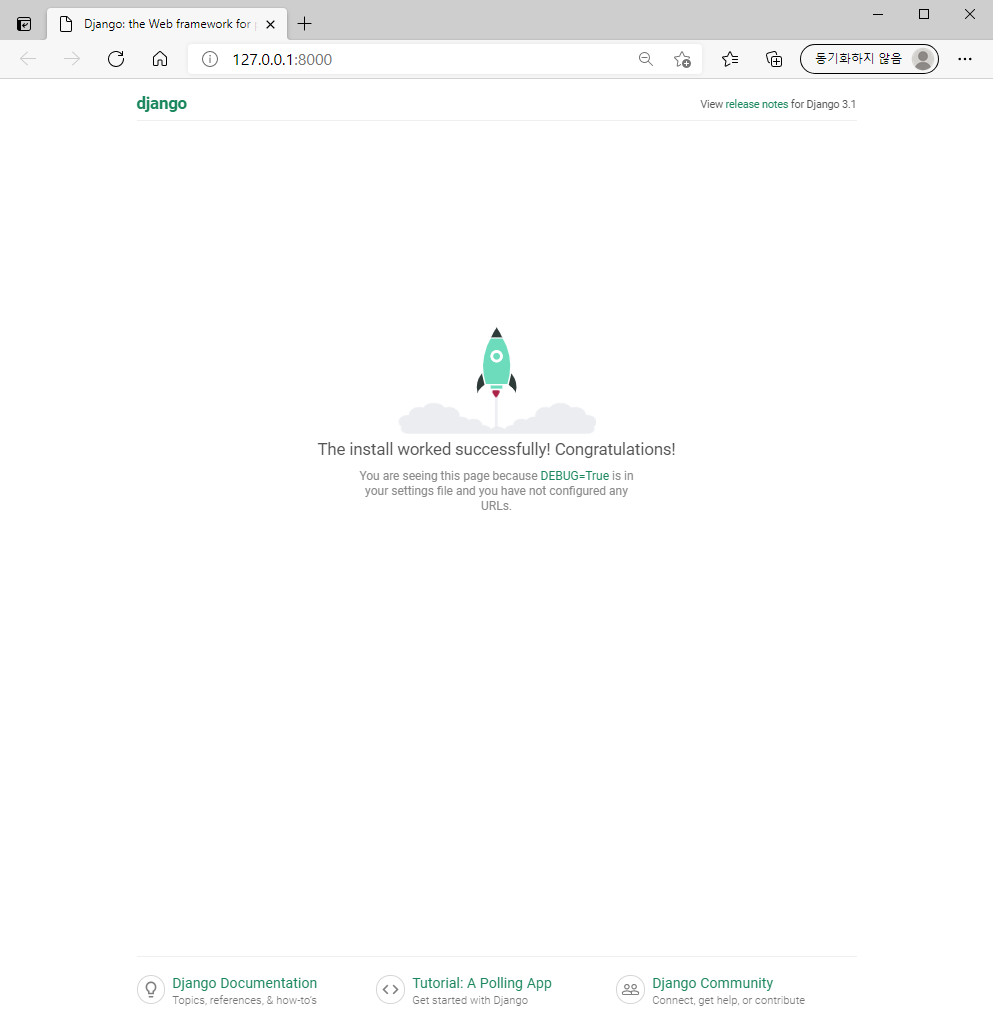 Django: the Web framework for
127.0.0.1:8000
동기화하지 않음
django
View release notes for Django 3.1
The install worked successfully! Congratulations!
You are seeing this page because DEBUG=True is in
your settings file and you have not configured any
URLs.
Django Documentation
Topics, references, & how-to's
Tutorial: A Polling App
Get started with Django
Django Community
Connect, get help, or contribute